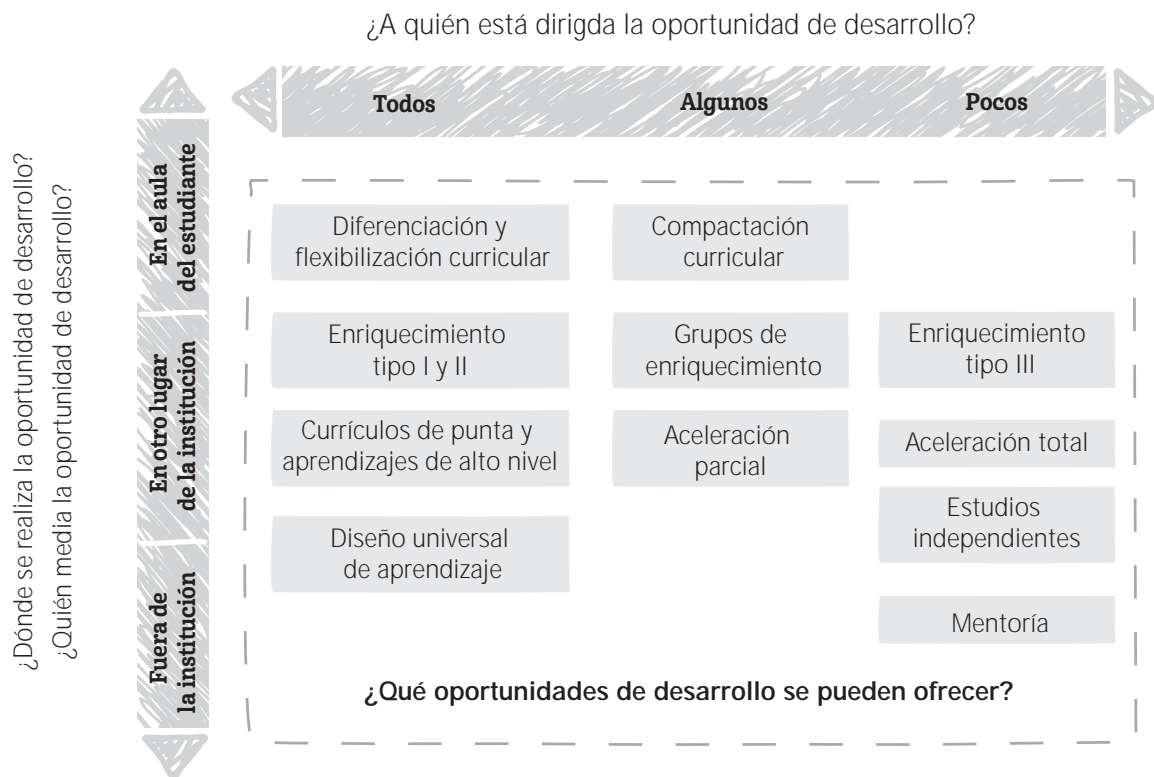 ¿A quién está dirigda la oportunidad de desarrollo?
Todos
Algunos
Pocos
¿Dónde se realiza la oportunidad de desarrollo?
¿Quién media la oportunidad de desarrollo?
En el aula
del estudiante
En otro lugar
de la institución
Fuera de
la institución
Diferenciación y
flexibilización curricular
Compactación
curricular
Enriquecimiento
tipo I y II
Grupos de
enriquecimiento
Enriquecimiento
tipo III
Currículos de punta y
aprendizajes de alto nivel
Aceleración
parcial
Aceleración total
Diseño universal
de aprendizaje
Estudios
independientes
Mentoría
¿Qué oportunidades de desarrollo se pueden ofrecer?